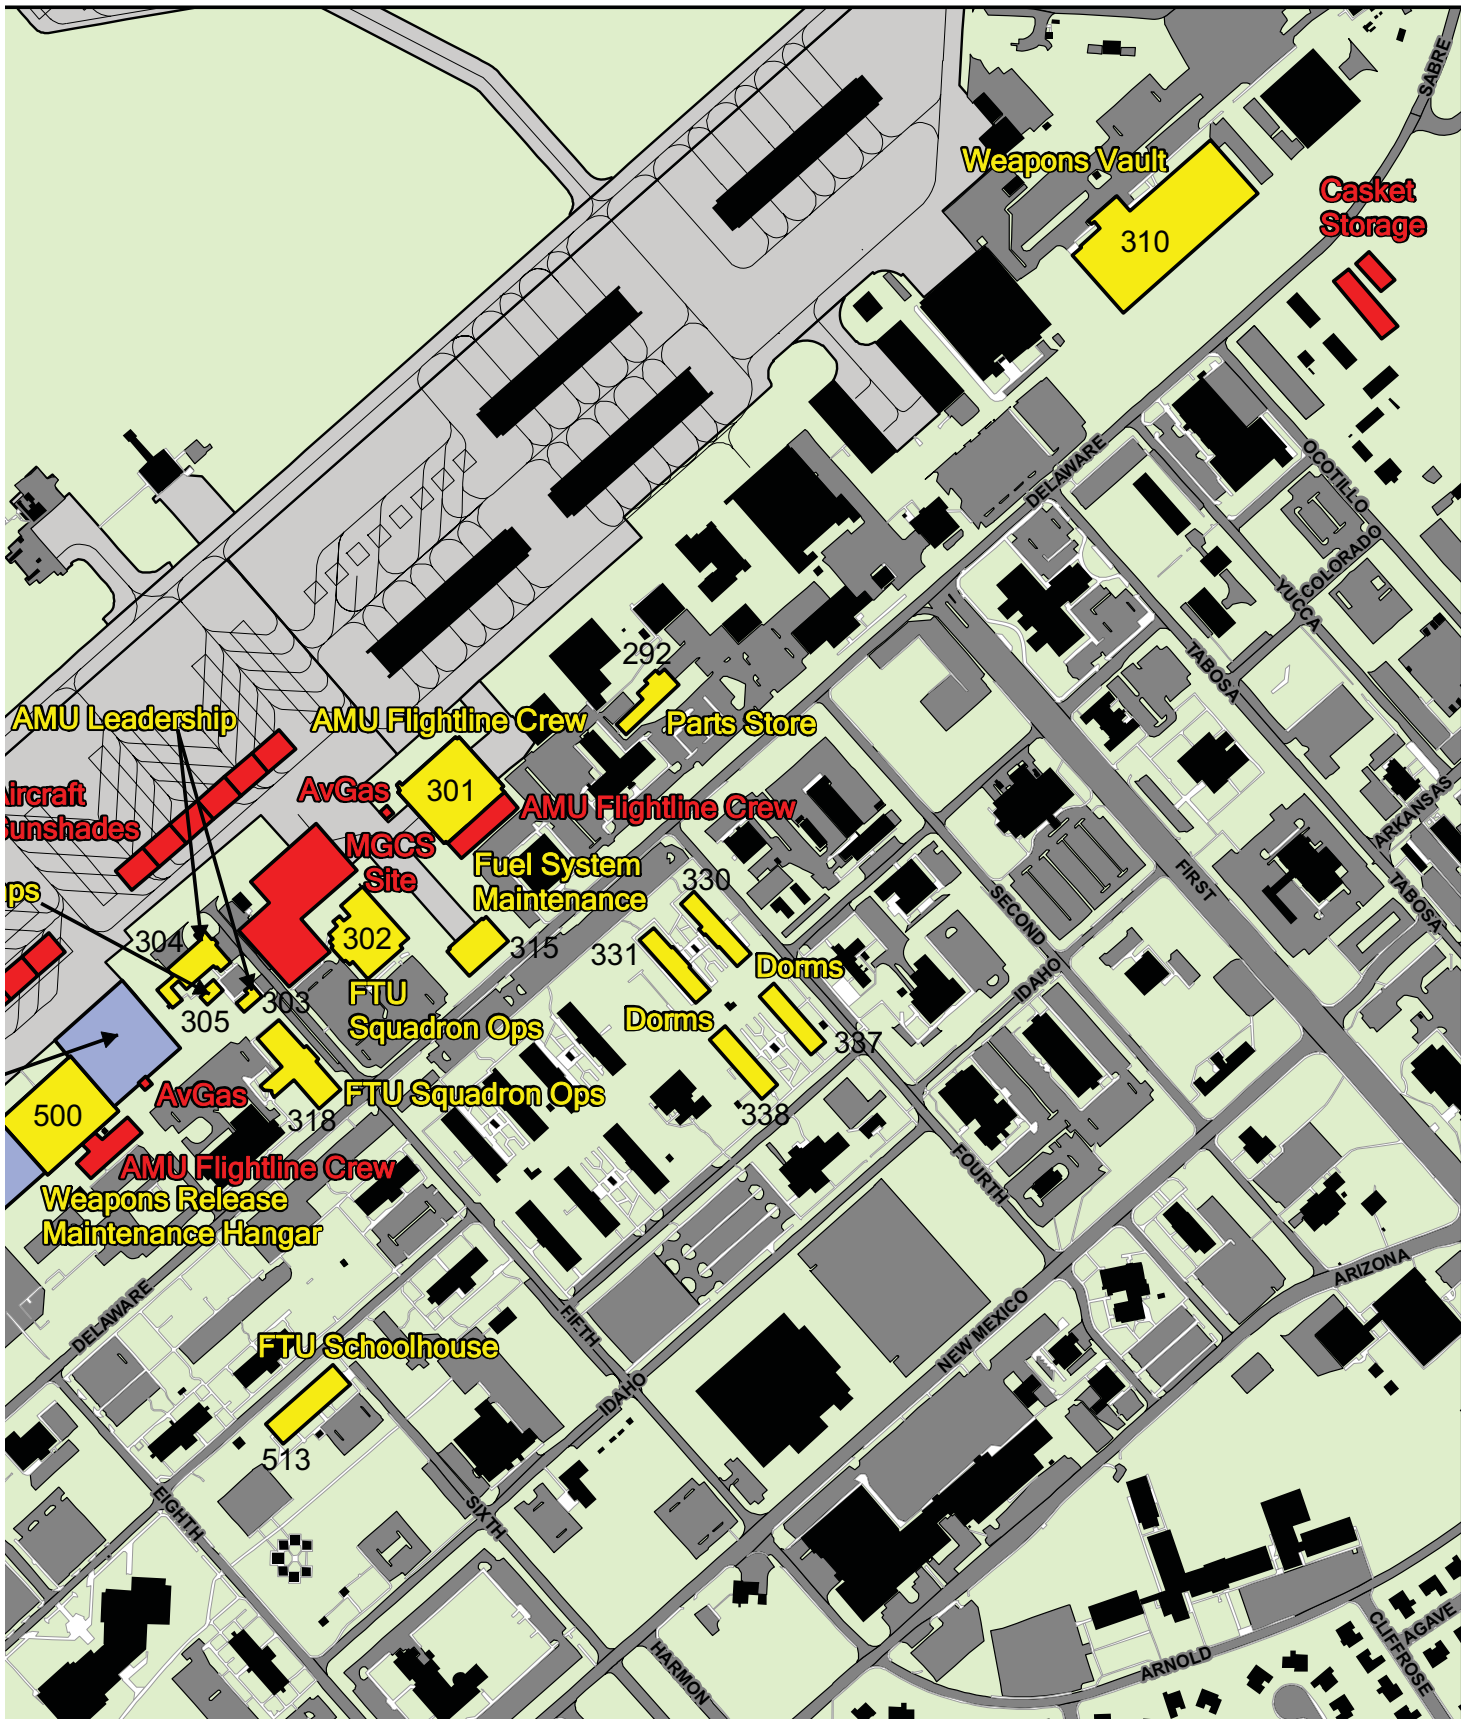 SABRE
Weapons Vault
Casket
Storage
310
DELAWARE
OCOTILLO
COLORADO
YUCCA
TABOSA
292
AMU Leadership
AMU Flightline Crew
Parts Store
Aircraft
Sunshades
AvGas
301
AMU Flightline Crew
MGCS
Site
Fuel System
Maintenance
ARKANSAS
FIRST
TABOSA
330
ps
SECOND
304
302
315
331
Dorms
IDAHO
303
305
FTU
Squadron Ops
Dorms
337
AvGas
FTU Squadron Ops
500
318
338
AMU Flightline Crew
FOURTH
Weapons Release
Maintenance Hangar
ARIZONA
DELAWARE
FIFTH
NEW MEXICO
FTU Schoolhouse
IDAHO
513
EIGHTH
SIXTH
HARMON
ARNOLD
CLIFFROSE
AGAVE